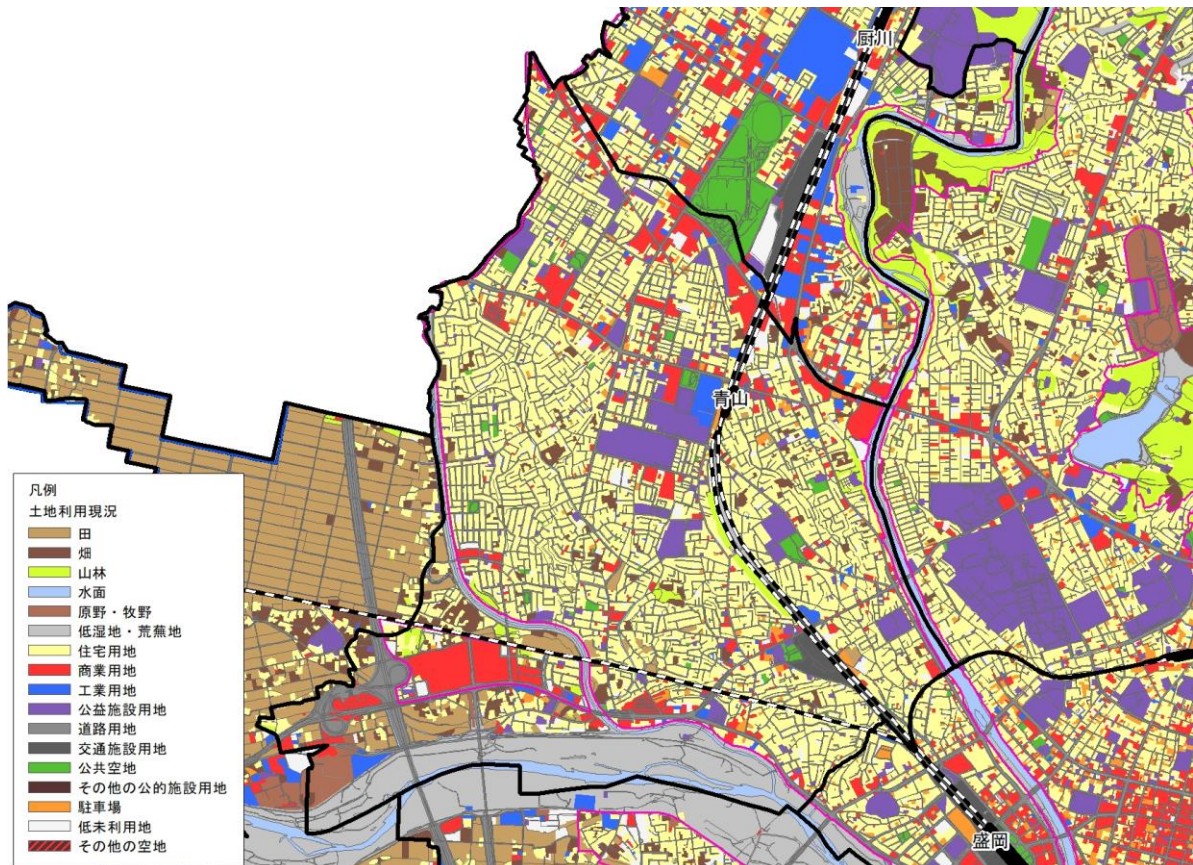 厨川
青山
凡例
土地利用現況
田
畑
山林
水面
原野・牧野
低湿地・荒蕪地
住宅用地
商業用地
工業用地
公益施設用地
道路用地
交通施設用地
公共空地
その他の公的施設用地
駐車場
低未利用地
その他の空地
盛岡